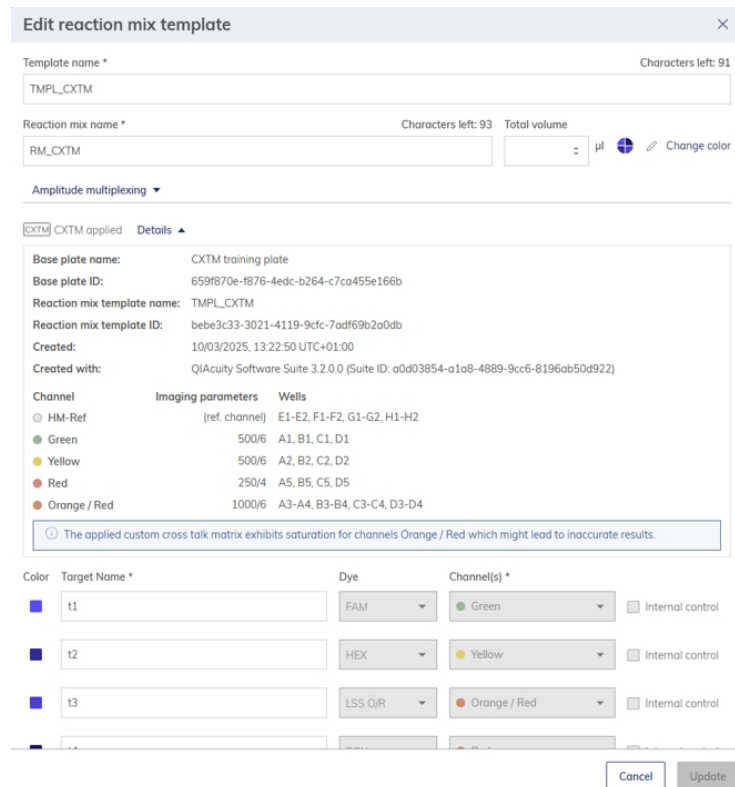 Edit reaction mix template
Template name * Characters left: 91
TMPL_CXTM
Reaction mix name * Characters left: 93 Total volume
RM_CXTM µl Change color
Amplitude multiplexing
CXTM CXTM applied Details
Base plate name: CXTM training plate
Base plate ID: 659f870e-f876-4edc-b264-c7ca455e166b
Reaction mix template name: TMPL_CXTM
Reaction mix template ID: bebe3c33-3021-4119-9cfc-7adf69b2a0db
Created: 10/03/2025, 13:22:50 UTC+01:00
Created with: QIAcuity Software Suite 3.2.0.0 (Suite ID: a0d03854-a1a8-4889-9cc6-8196ab50d922)
Channel Imaging parameters Wells
HM-Ref (ref. channel) E1-E2, F1-F2, G1-G2, H1-H2
Green 500/6 A1, B1, C1, D1
Yellow 500/6 A2, B2, C2, D2
Red 250/4 A5, B5, C5, D5
Orange / Red 1000/6 A3-A4, B3-B4, C3-C4, D3-D4
The applied custom cross talk matrix exhibits saturation for channels Orange / Red which might lead to inaccurate results.
Color Target Name * Dye Channel(s) *
t1 FAM Green Internal control
t2 HEX Yellow Internal control
t3 LSS O/R Orange / Red Internal control
Cancel Update